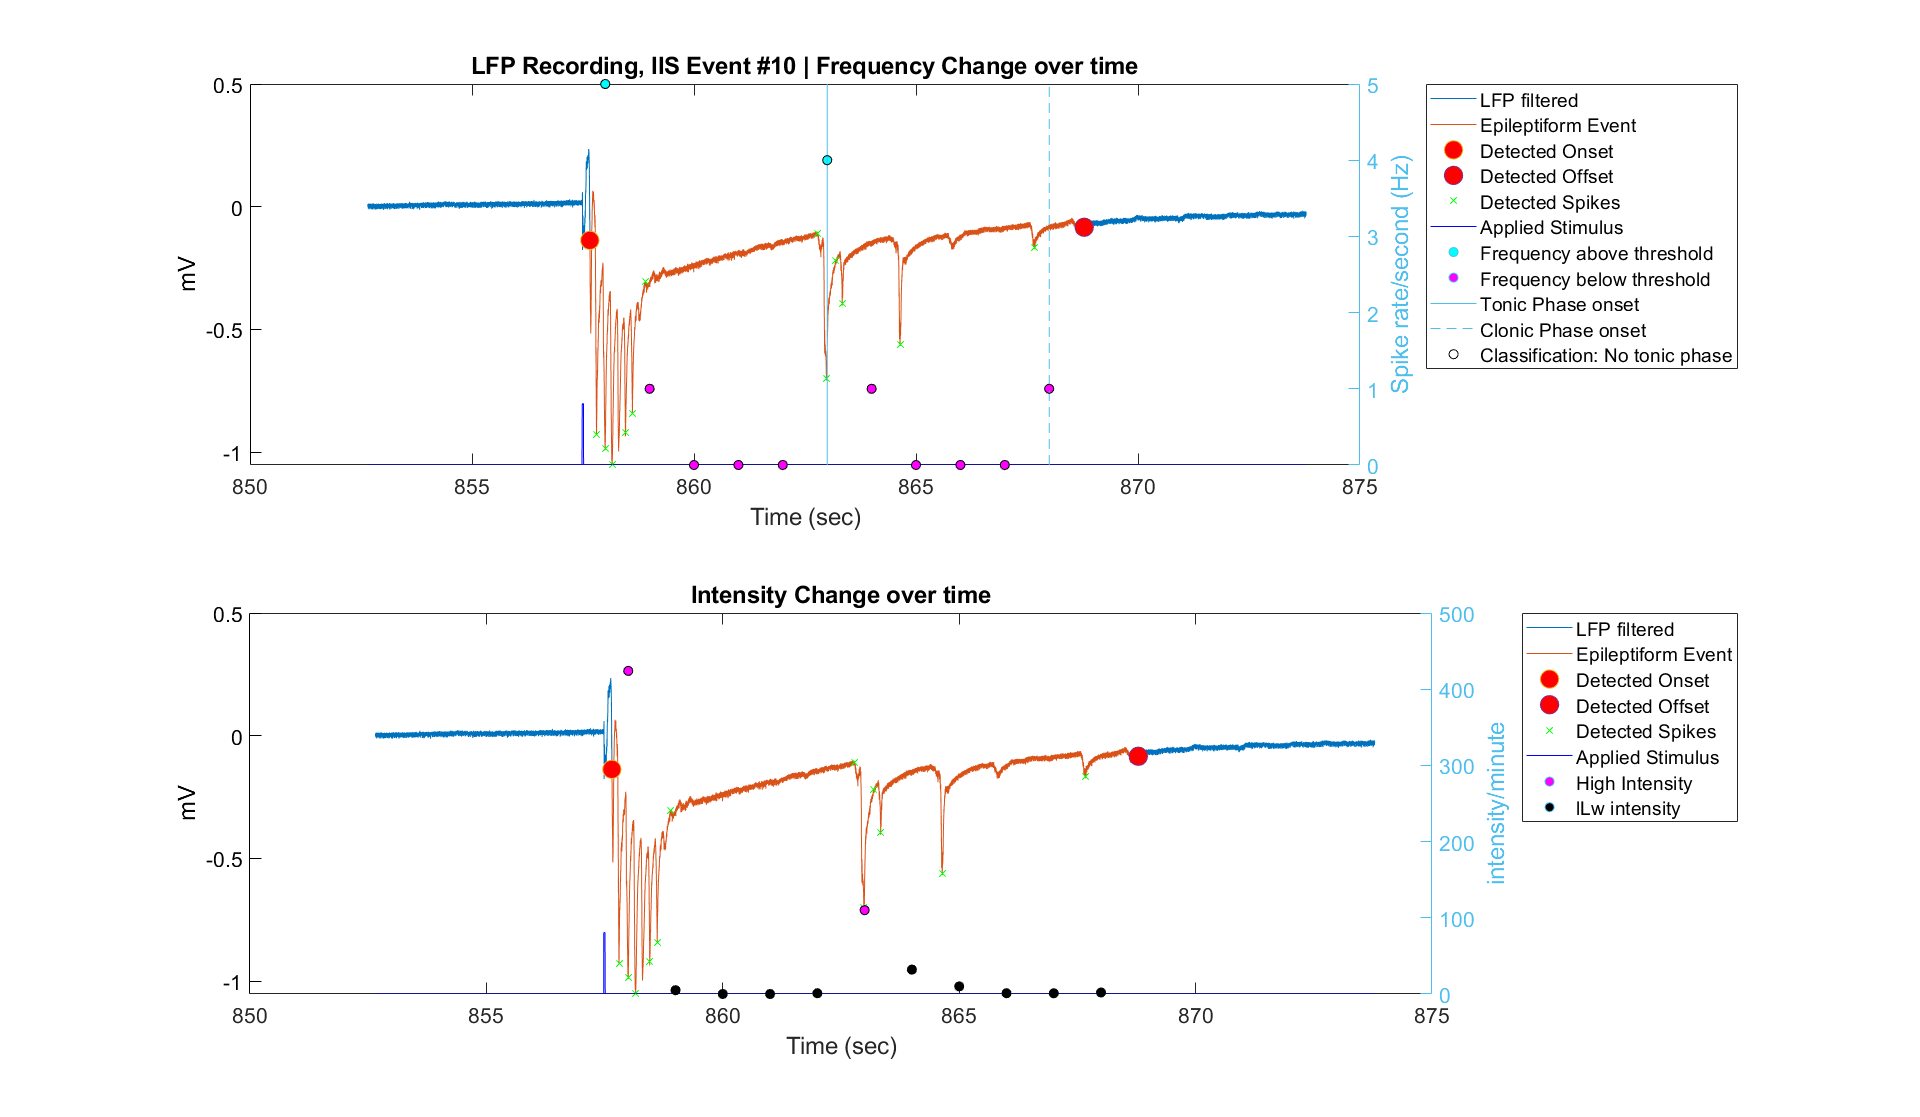 LFP Recording, IIS Event #10 | Frequency Change over time
0.5
0
-0.5
-1
mV
850
855
860
865
870
875
Time (sec)
5
4
3
2
1
0
Spike rate/second (Hz)
LFP filtered
Epileptiform Event
Detected Onset
Detected Offset
Detected Spikes
Applied Stimulus
Frequency above threshold
Frequency below threshold
Tonic Phase onset
Clonic Phase onset
Classification: No tonic phase
Intensity Change over time
0.5
0
-0.5
-1
mV
850
855
860
865
870
875
Time (sec)
500
400
300
200
100
0
intensity/minute
LFP filtered
Epileptiform Event
Detected Onset
Detected Offset
Detected Spikes
Applied Stimulus
High Intensity
lLw intensity